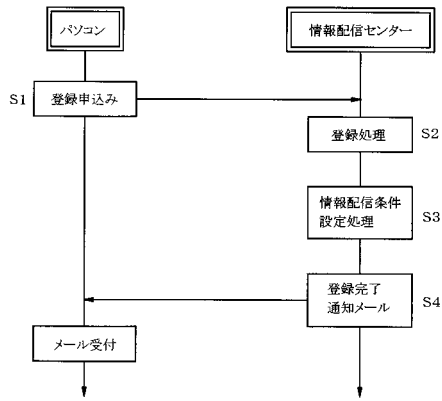 パソコン
情報配信センター
S1
登録申込み
登録処理
S2
情報配信条件
設定処理
S3
登録完了
通知メール
S4
メール受付